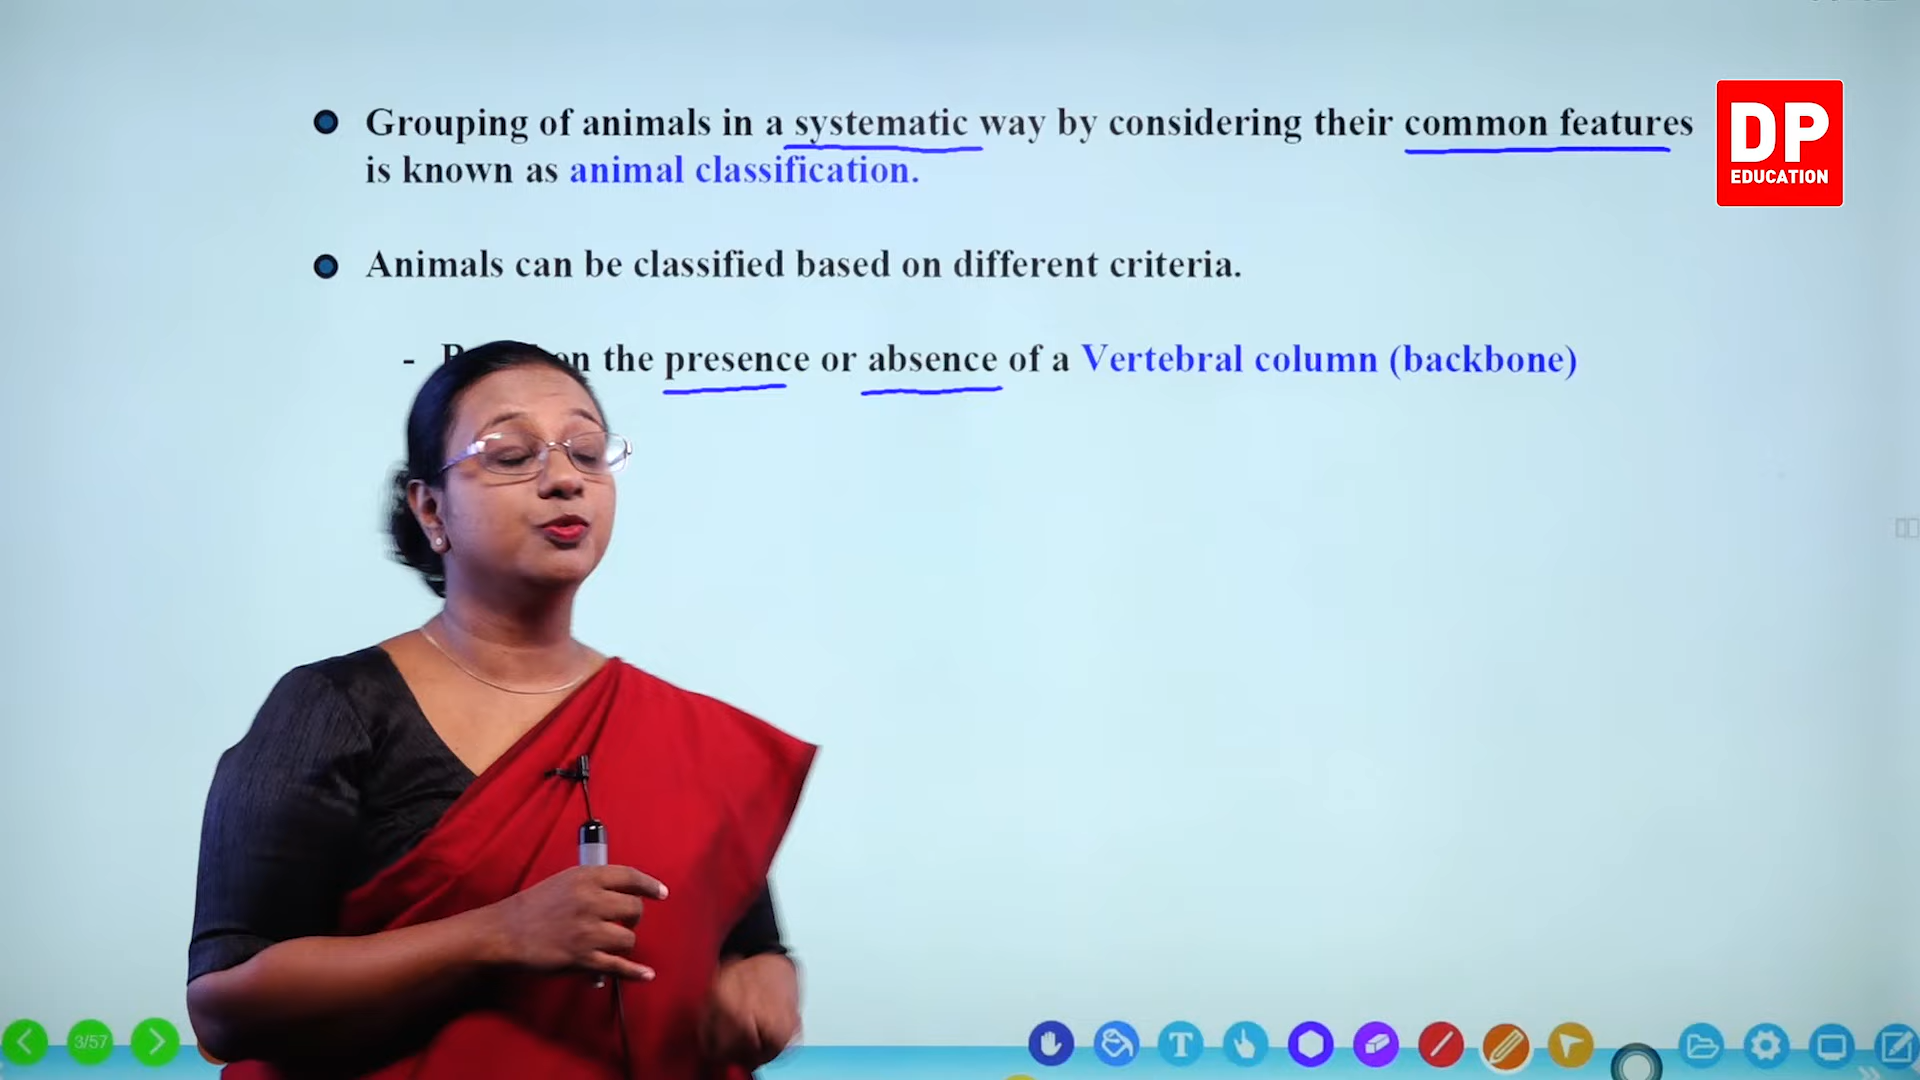 Grouping of animals in a systematic way by considering their common features
is known as animal classification.
DP
EDUCATION
Animals can be classified based on different criteria.
- on the presence or absence of a Vertebral column (backbone)
3/57
T